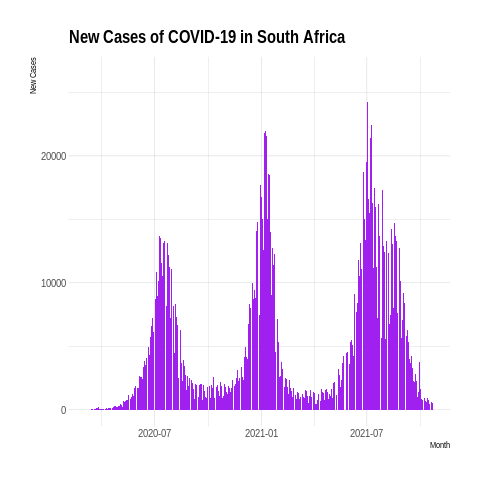 New Cases of COVID-19 in South Africa
New Cases
20000
10000
0
2020-07 2021-01 2021-07
Month